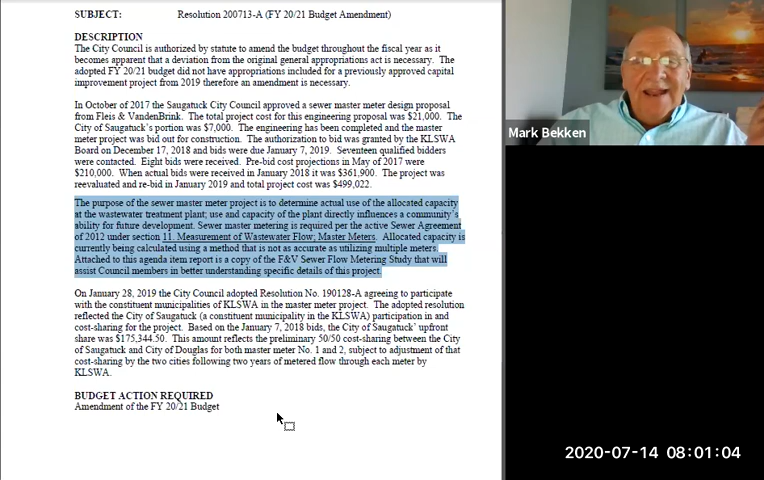 SUBJECT: Resolution 200713-A (FY 20/21 Budget Amendment)
DESCRIPTION
The City Council is authorized by statute to amend the budget throughout the fiscal year as it
becomes apparent that a deviation from the original general appropriations act is necessary. The
adopted FY 20/21 budget did not have appropriations included for a previously approved capital
improvement project from 2019 therefore an amendment is necessary.
In October of 2017 the Saugatuck City Council approved a sewer master meter design proposal
from Fleis & VandenBrink. The total project cost for this engineering proposal was $21,000. The
City of Saugatuck's portion was $7,000. The engineering has been completed and the master
meter project was bid out for construction. The authorization to bid was granted by the KLSWA
Board on December 17, 2018 and bids were due January 7, 2019. Seventeen qualified bidders
were contacted. Eight bids were received. Pre-bid cost projections in May of 2017 were
$210,000. When actual bids were received in January 2018 it was $361,900. The project was
reevaluated and re-bid in January 2019 and total project cost was $499,022.
The purpose of the sewer master meter project is to determine actual use of the allocated capacity
at the wastewater treatment plant; use and capacity of the plant directly influences a community's
ability for future development. Sewer master metering is required per the active Sewer Agreement
of 2012 under section 11. Measurement of Wastewater Flow; Master Meters. Allocated capacity is
currently being calculated using a method that is not as accurate as utilizing multiple meters.
Attached to this agenda item report is a copy of the F&V Sewer Flow Metering Study that will
assist Council members in better understanding specific details of this project.
On January 28, 2019 the City Council adopted Resolution No. 190128-A agreeing to participate
with the constituent municipalities of KLSWA in the master meter project. The adopted resolution
reflected the City of Saugatuck (a constituent municipality of KLSWA) participation in and
cost-sharing for the project. Based on the January 7, 2018 bids, the City of Saugatuck' upfront
share was $175,344.50. This amount reflects the preliminary 50/50 cost-sharing between the City
of Saugatuck and City of Douglas for both master meter No. 1 and 2, subject to adjustment of that
cost-sharing by the two cities following two years of metered flow through each meter by
KLSWA.
BUDGET ACTION REQUIRED
Amendment of the FY 20/21 Budget
Mark Bekken
2020-07-14 08:01:04